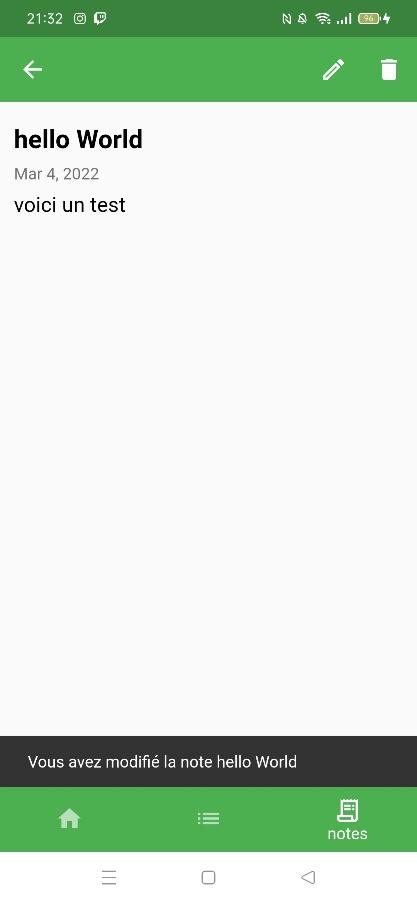 21:32
96
hello World
Mar 4, 2022
voici un test
Vous avez modifié la note hello World
notes